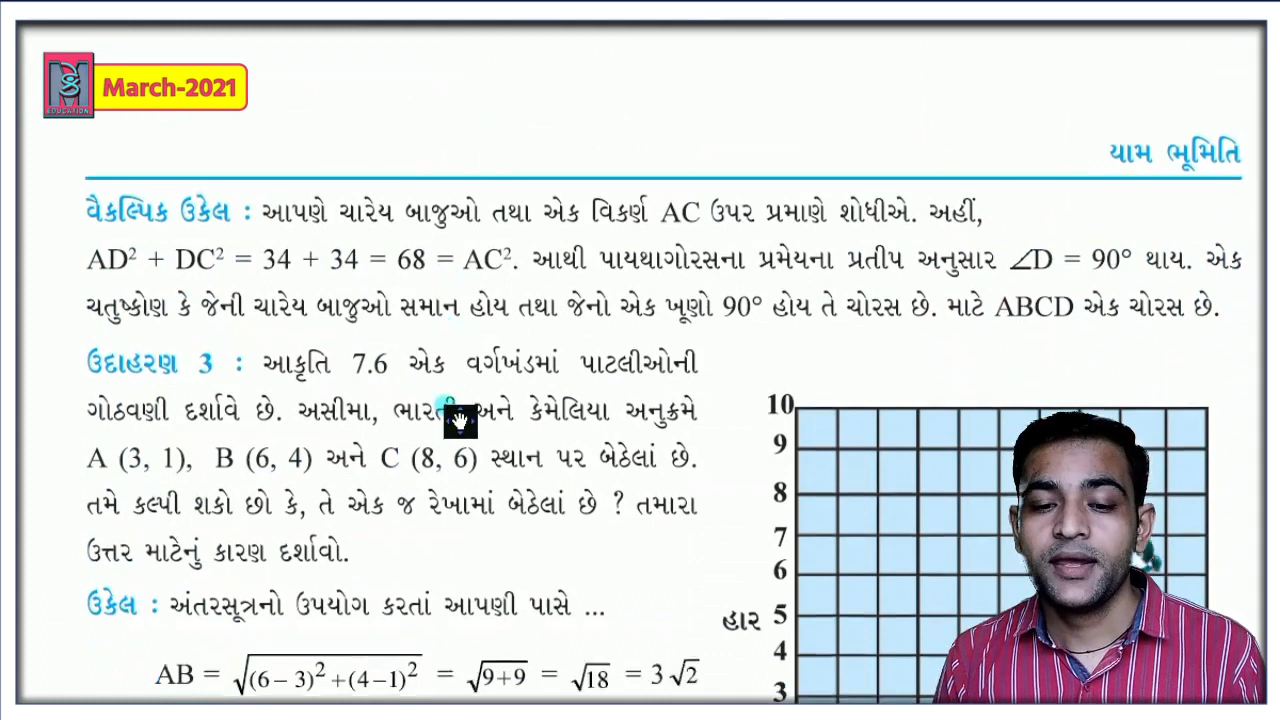 March-2021
EDUCATION
યામ ભૂમિતિ
વૈકલ્પિક ઉકેલ : આપણે ચારેય બાજુઓ તથા એક વિકર્ણ AC ઉપર પ્રમાણે શોધીએ. અહીં,
AD² + DC² = 34 + 34 = 68 = AC². આથી પાયથાગોરસના પ્રમેયના પ્રતીપ અનુસાર ∠D = 90° થાય. એક
ચતુષ્કોણ કે જેની ચારેય બાજુઓ સમાન હોય તથા જેનો એક ખૂણો 90° હોય તે ચોરસ છે. માટે ABCD એક ચોરસ છે.
ઉદાહરણ 3 : આકૃતિ 7.6 એક વર્ગખંડમાં પાટલીઓની
ગોઠવણી દર્શાવે છે. અસીમા, ભારતી અને કેમેલિયા અનુક્રમે
A (3, 1), B (6, 4) અને C (8, 6) સ્થાન પર બેઠેલાં છે.
તમે કલ્પી શકો છો કે, તે એક જ રેખામાં બેઠેલાં છે ? તમારા
ઉત્તર માટેનું કારણ દર્શાવો.
ઉકેલ : અંતરસૂત્રનો ઉપયોગ કરતાં આપણી પાસે ...
AB = √(6 – 3)² +(4–1)² = √9+9 = √18 = 3√2
10
9
8
7
6
હાર 5
4
3